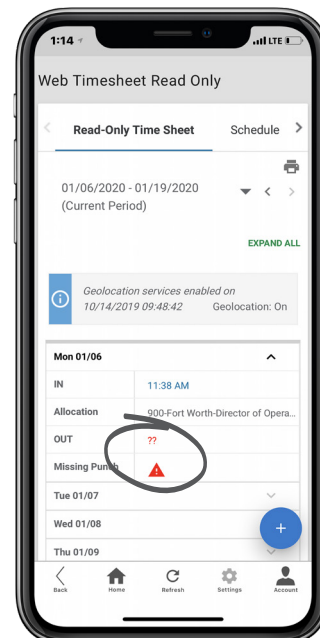 1:14 LTE
Web Timesheet Read Only
Read-Only Time Sheet Schedule
01/06/2020 - 01/19/2020
(Current Period)
EXPAND ALL
Geolocation services enabled on
10/14/2019 09:48:42 Geolocation: On
Mon 01/06
IN 11:38 AM
Allocation 900-Fort Worth-Director of Opera...
OUT ??
Missing Punch
Tue 01/07
Wed 01/08
+
Thu 01/09
Back Home Refresh Settings Account